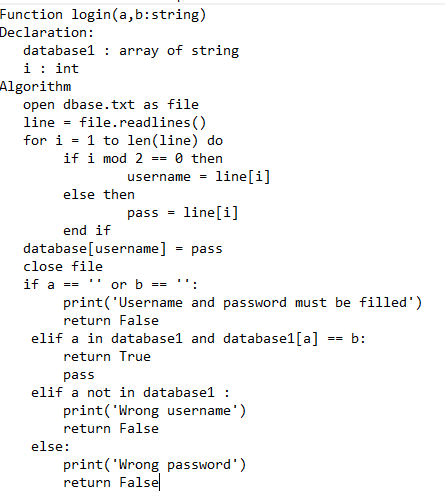 Function login(a,b:string)
Declaration:
   database1 : array of string
   i : int
Algorithm
   open dbase.txt as file
   line = file.readlines()
   for i = 1 to len(line) do
        if i mod 2 == 0 then
                username = line[i]
        else then
                pass = line[i]
        end if
   database[username] = pass
   close file
   if a == '' or b == '':
        print('Username and password must be filled')
        return False
    elif a in database1 and database1[a] == b:
        return True
        pass
    elif a not in database1 :
        print('Wrong username')
        return False
    else:
        print('Wrong password')
        return False